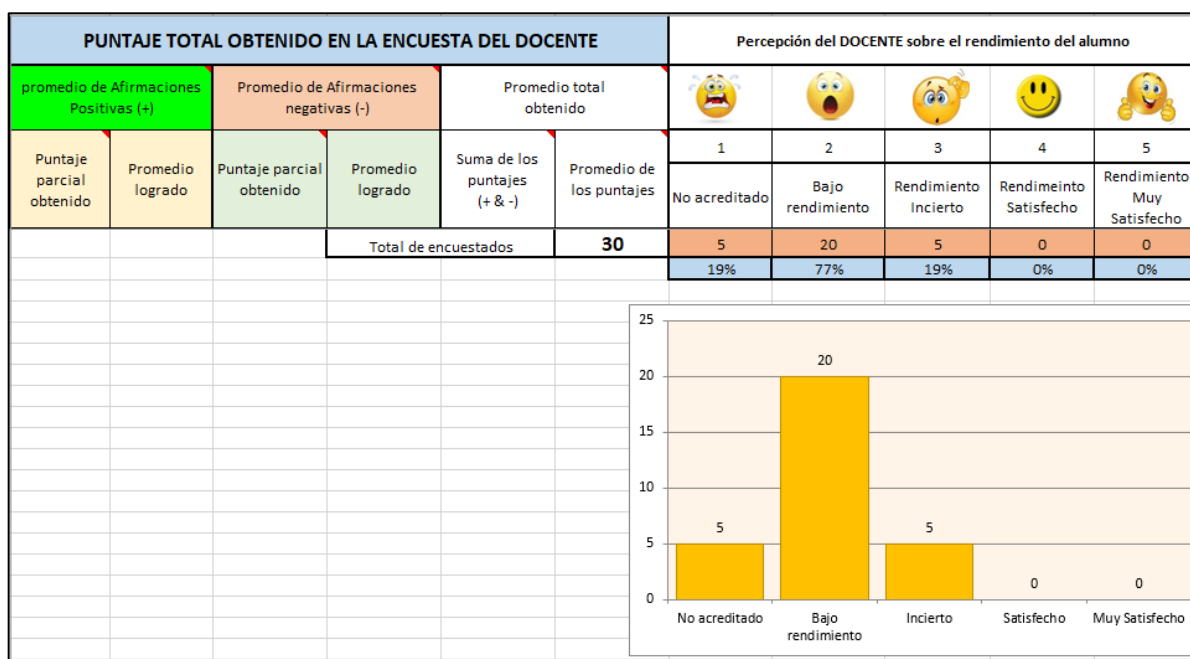 PUNTAJE TOTAL OBTENIDO EN LA ENCUESTA DEL DOCENTE
Percepción del DOCENTE sobre el rendimiento del alumno
promedio de Afirmaciones
Positivas (+)
Promedio de Afirmaciones
negativas (-)
Promedio total
obtenido
1
2
3
4
5
Puntaje
parcial
obtenido
Promedio
logrado
Puntaje parcial
obtenido
Promedio
logrado
Suma de los
puntajes
(+ & -)
Promedio de
los puntajes
No acreditado
Bajo
rendimiento
Rendimiento
Incierto
Rendimeinto
Satisfecho
Rendimiento
Muy
Satisfecho
Total de encuestados
30
5
20
5
0
0
19%
77%
19%
0%
0%
25
20
15
10
5
0
5
20
5
0
0
No acreditado
Bajo
rendimiento
Incierto
Satisfecho
Muy Satisfecho